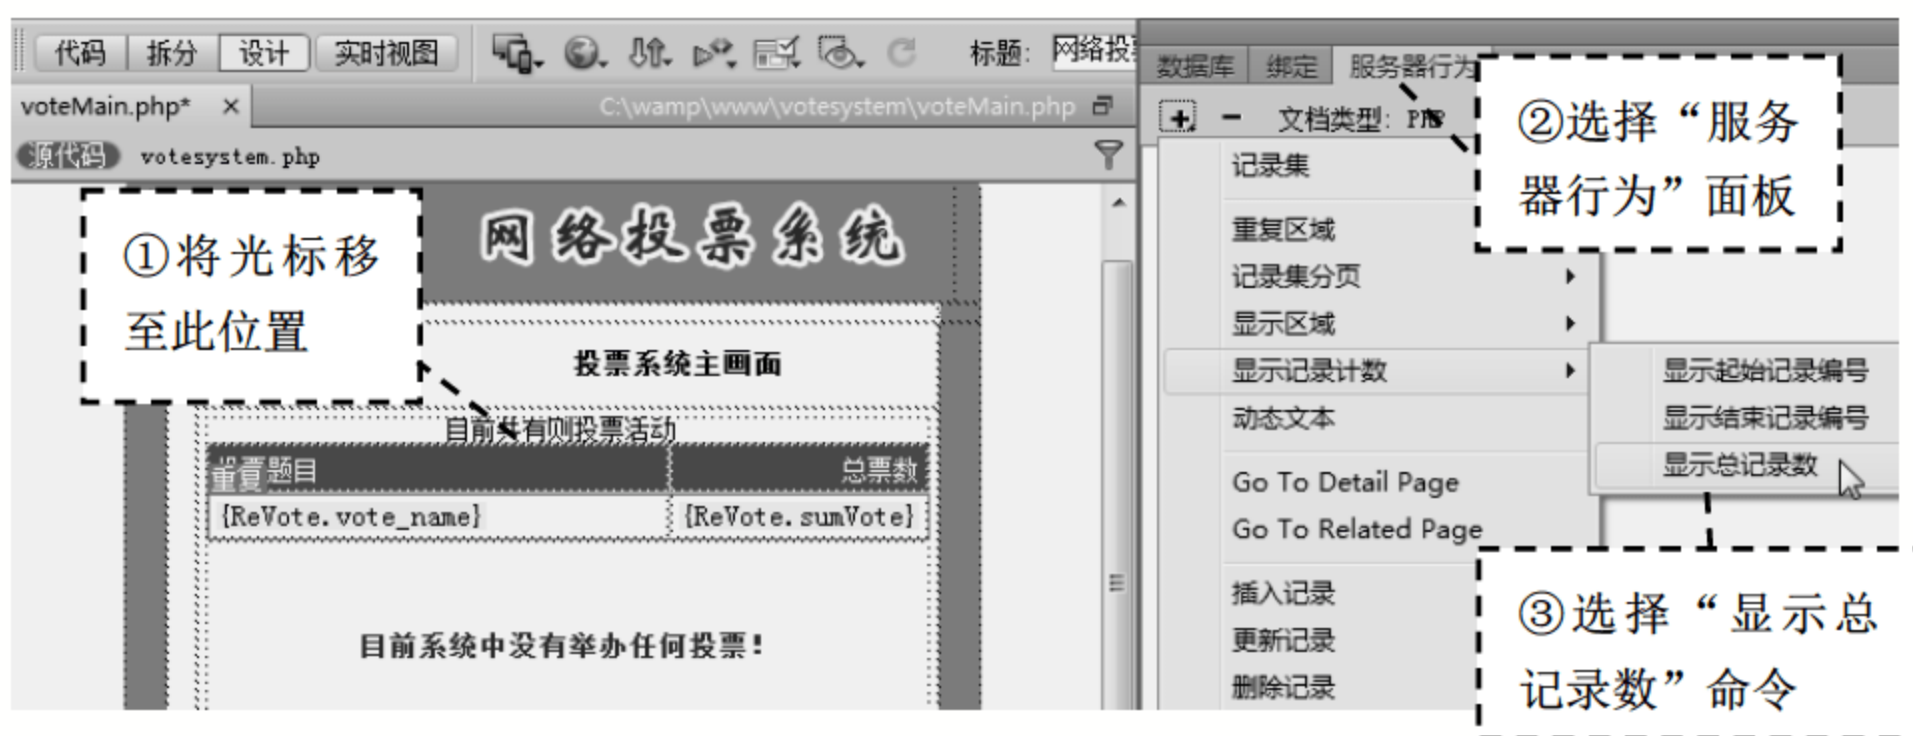 代码 拆分 设计 实时视图 标题: 网络投票
voteMain.php* × C:\wamp\www\votesystem\voteMain.php
源代码 votesystem.php
①将光标移
至此位置
网络投票系统
投票系统主画面
目前共有则投票活动
重复 题目 总票数
{ReVote.vote_name} {ReVote.sumVote}
目前系统中没有举办任何投票!
数据库 绑定 服务器行为
+ − 文档类型: PHP
②选择“服务
器行为”面板
记录集
重复区域
记录集分页
显示区域
显示记录计数
动态文本
Go To Detail Page
Go To Related Page
插入记录
更新记录
删除记录
显示起始记录编号
显示结束记录编号
显示总记录数
③选择“显示总
记录数”命令